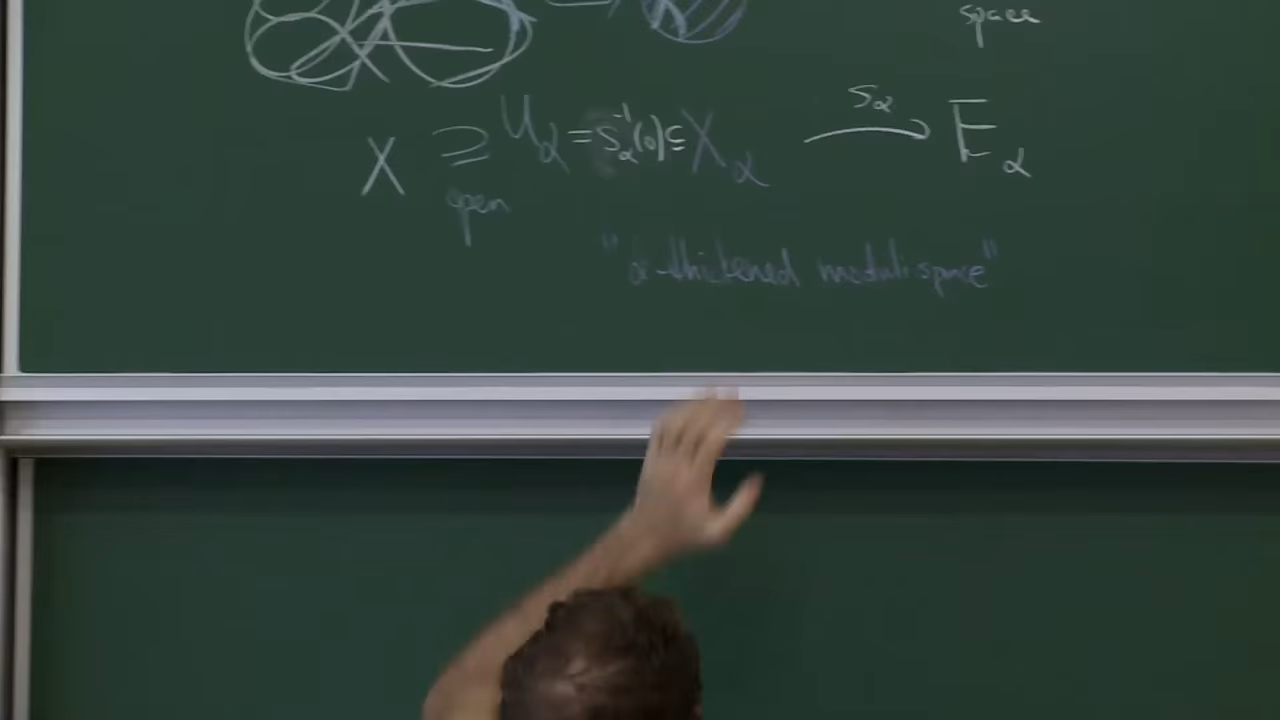 space
X ⊇ U_α = s_α^{-1}(0) ⊆ X_α →^{s_α} E_α
open
"α-thickened moduli space"